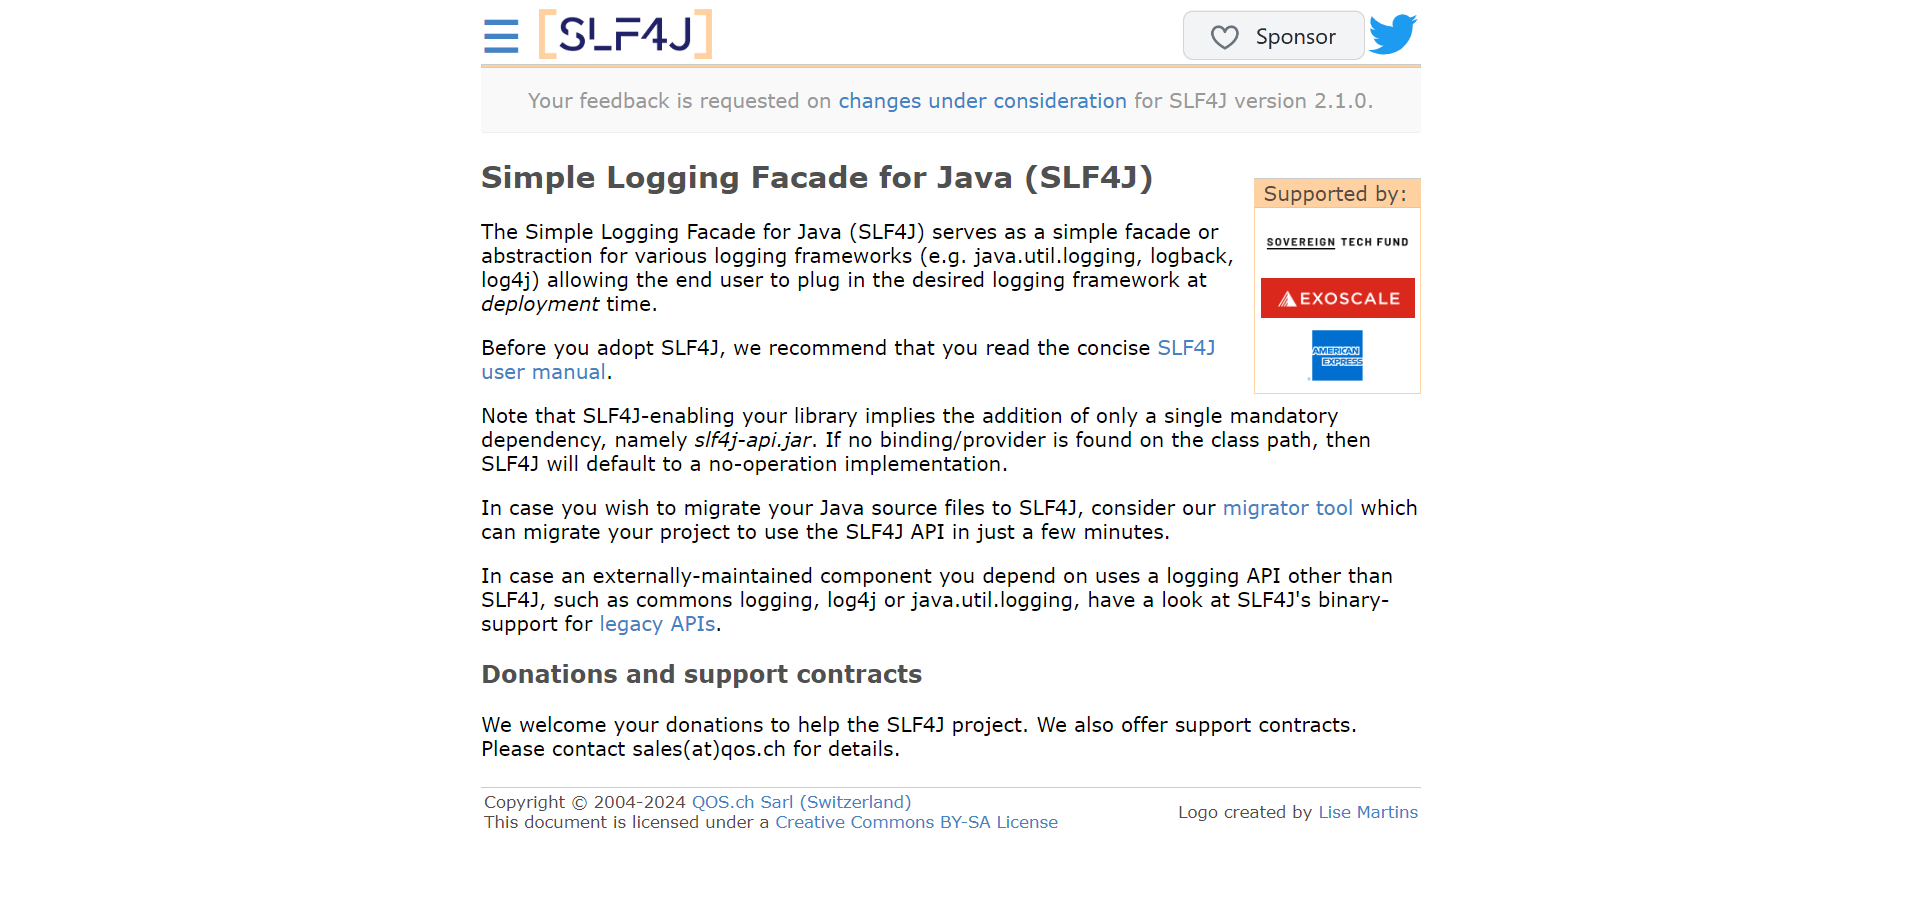 [SLF4J]
Sponsor
Your feedback is requested on changes under consideration for SLF4J version 2.1.0.
Simple Logging Facade for Java (SLF4J)
The Simple Logging Facade for Java (SLF4J) serves as a simple facade or
abstraction for various logging frameworks (e.g. java.util.logging, logback,
log4j) allowing the end user to plug in the desired logging framework at
deployment time.
Before you adopt SLF4J, we recommend that you read the concise SLF4J
user manual.
Supported by:
SOVEREIGN TECH FUND
EXOSCALE
AMERICAN
EXPRESS
Note that SLF4J-enabling your library implies the addition of only a single mandatory
dependency, namely slf4j-api.jar. If no binding/provider is found on the class path, then
SLF4J will default to a no-operation implementation.
In case you wish to migrate your Java source files to SLF4J, consider our migrator tool which
can migrate your project to use the SLF4J API in just a few minutes.
In case an externally-maintained component you depend on uses a logging API other than
SLF4J, such as commons logging, log4j or java.util.logging, have a look at SLF4J's binary-
support for legacy APIs.
Donations and support contracts
We welcome your donations to help the SLF4J project. We also offer support contracts.
Please contact sales(at)qos.ch for details.
Copyright © 2004-2024 QOS.ch Sarl (Switzerland)
This document is licensed under a Creative Commons BY-SA License
Logo created by Lise Martins